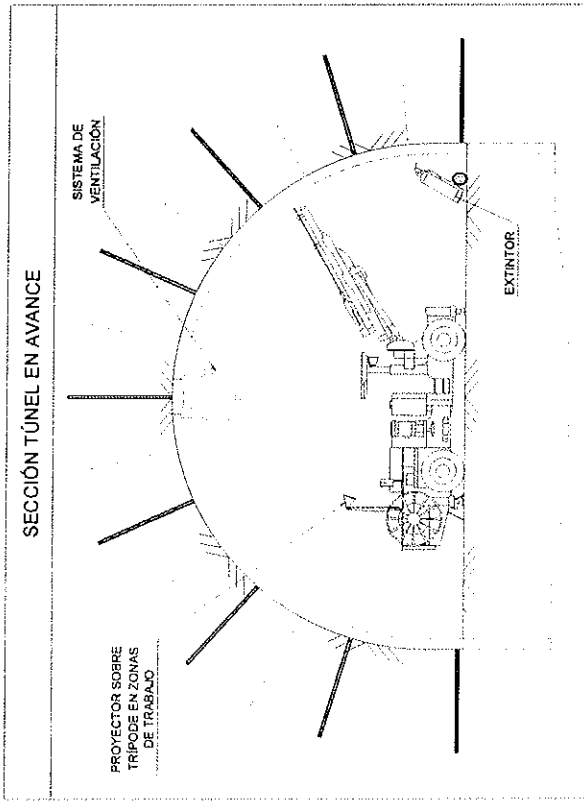 SECCIÓN TÚNEL EN AVANCE
SISTEMA DE
VENTILACIÓN
PROYECTOR SOBRE
TRÍPODE EN ZONAS
DE TRABAJO
EXTINTOR